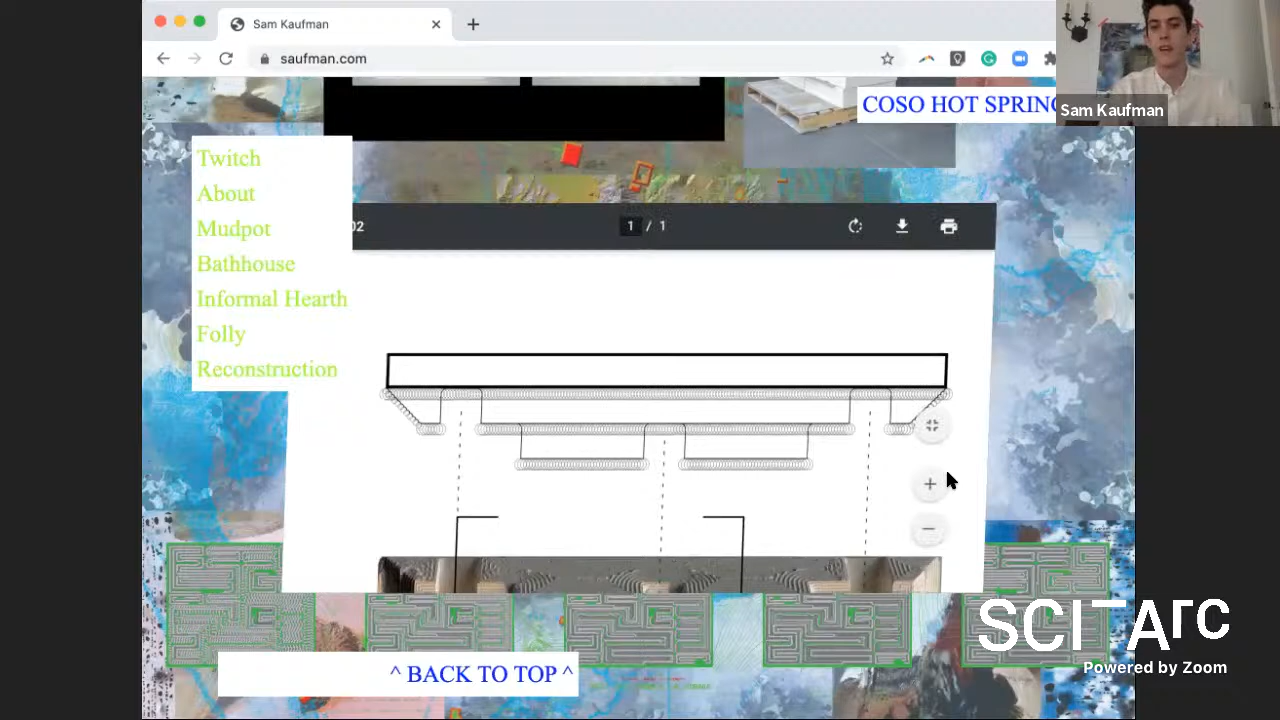 Sam Kaufman
saufman.com
COSO HOT SPRING
Sam Kaufman
Twitch
About
Mudpot
Bathhouse
Informal Hearth
Folly
Reconstruction
02
1 / 1
^ BACK TO TOP ^
SCI Arc
Powered by Zoom